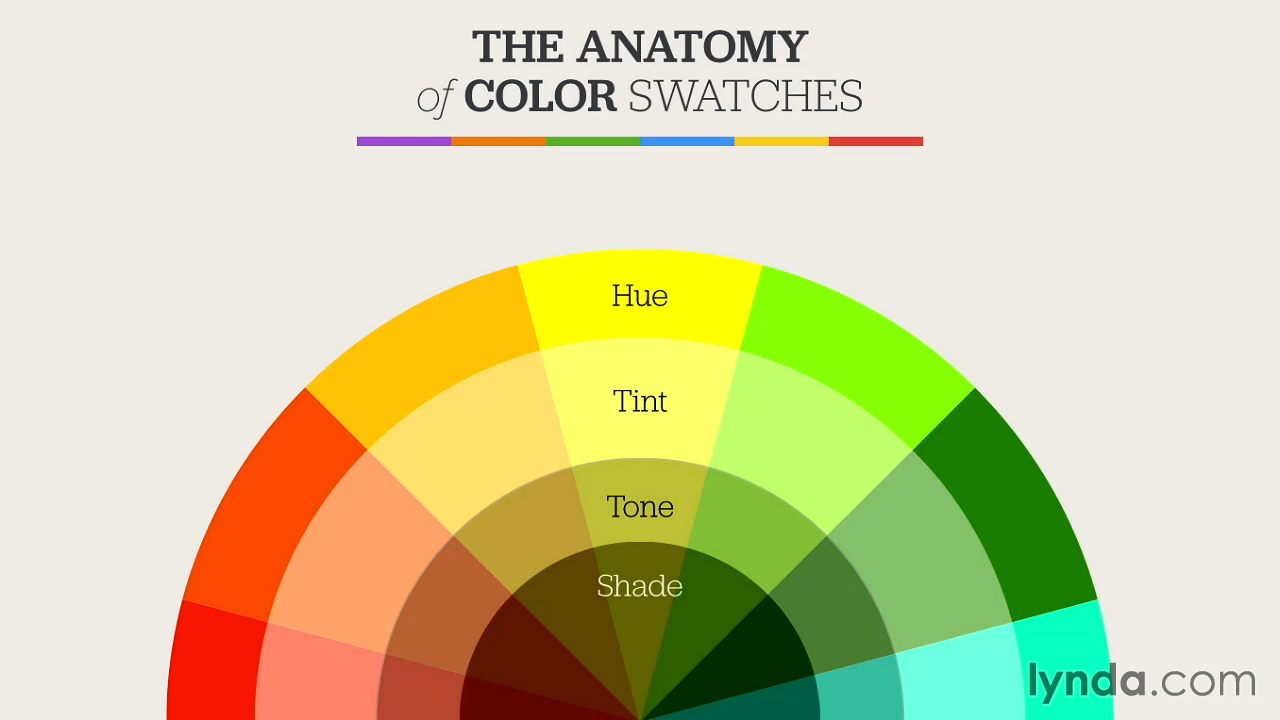 THE ANATOMY
of COLOR SWATCHES
Hue
Tint
Tone
Shade
lynda.com